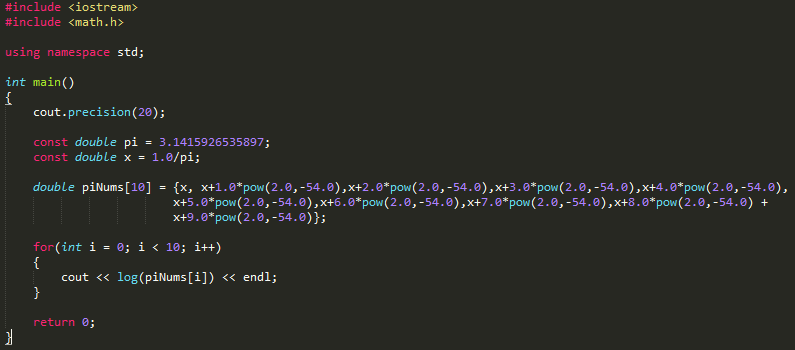 #include <iostream>
#include <math.h>
using namespace std;
int main()
{
cout.precision(20);
const double pi = 3.1415926535897;
const double x = 1.0/pi;
double piNums[10] = {x, x+1.0*pow(2.0,-54.0),x+2.0*pow(2.0,-54.0),x+3.0*pow(2.0,-54.0),x+4.0*pow(2.0,-54.0),
x+5.0*pow(2.0,-54.0),x+6.0*pow(2.0,-54.0),x+7.0*pow(2.0,-54.0),x+8.0*pow(2.0,-54.0) +
x+9.0*pow(2.0,-54.0)};
for(int i = 0; i < 10; i++)
{
cout << log(piNums[i]) << endl;
}
return 0;
}